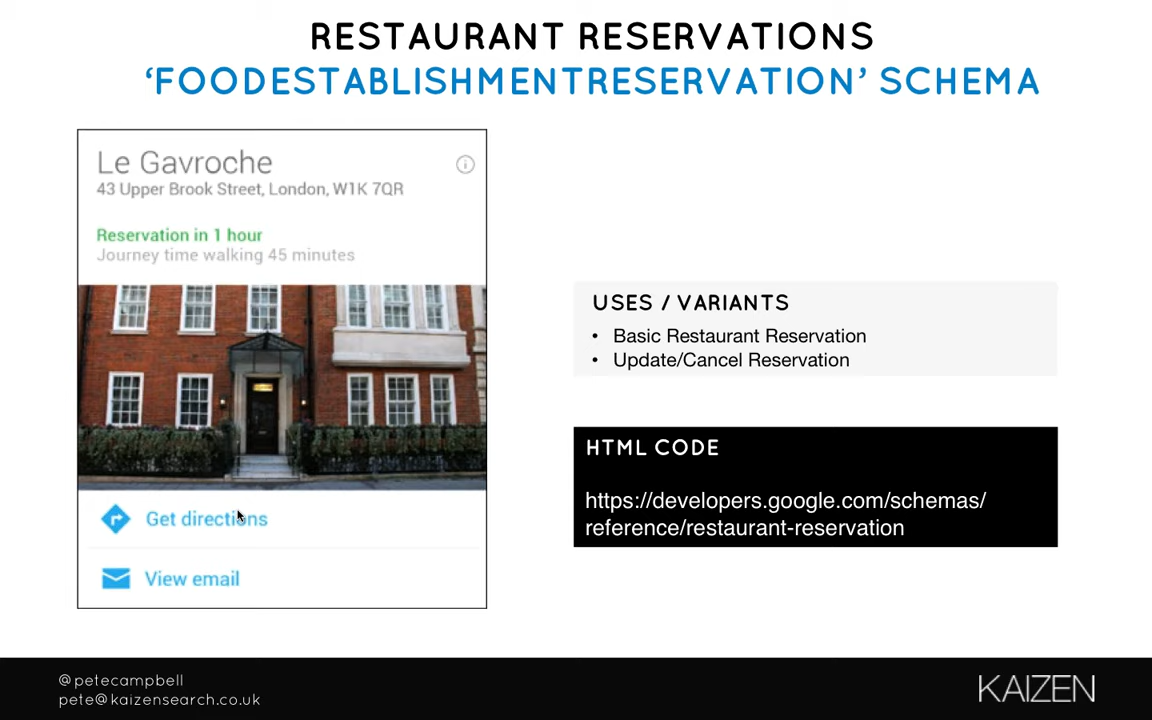 RESTAURANT RESERVATIONS
‘FOODESTABLISHMENTRESERVATION’ SCHEMA
Le Gavroche
43 Upper Brook Street, London, W1K 7QR
Reservation in 1 hour
Journey time walking 45 minutes
Get directions
View email
USES / VARIANTS
• Basic Restaurant Reservation
• Update/Cancel Reservation
HTML CODE
https://developers.google.com/schemas/
reference/restaurant-reservation
@petecampbell
pete@kaizensearch.co.uk
KAIZEN